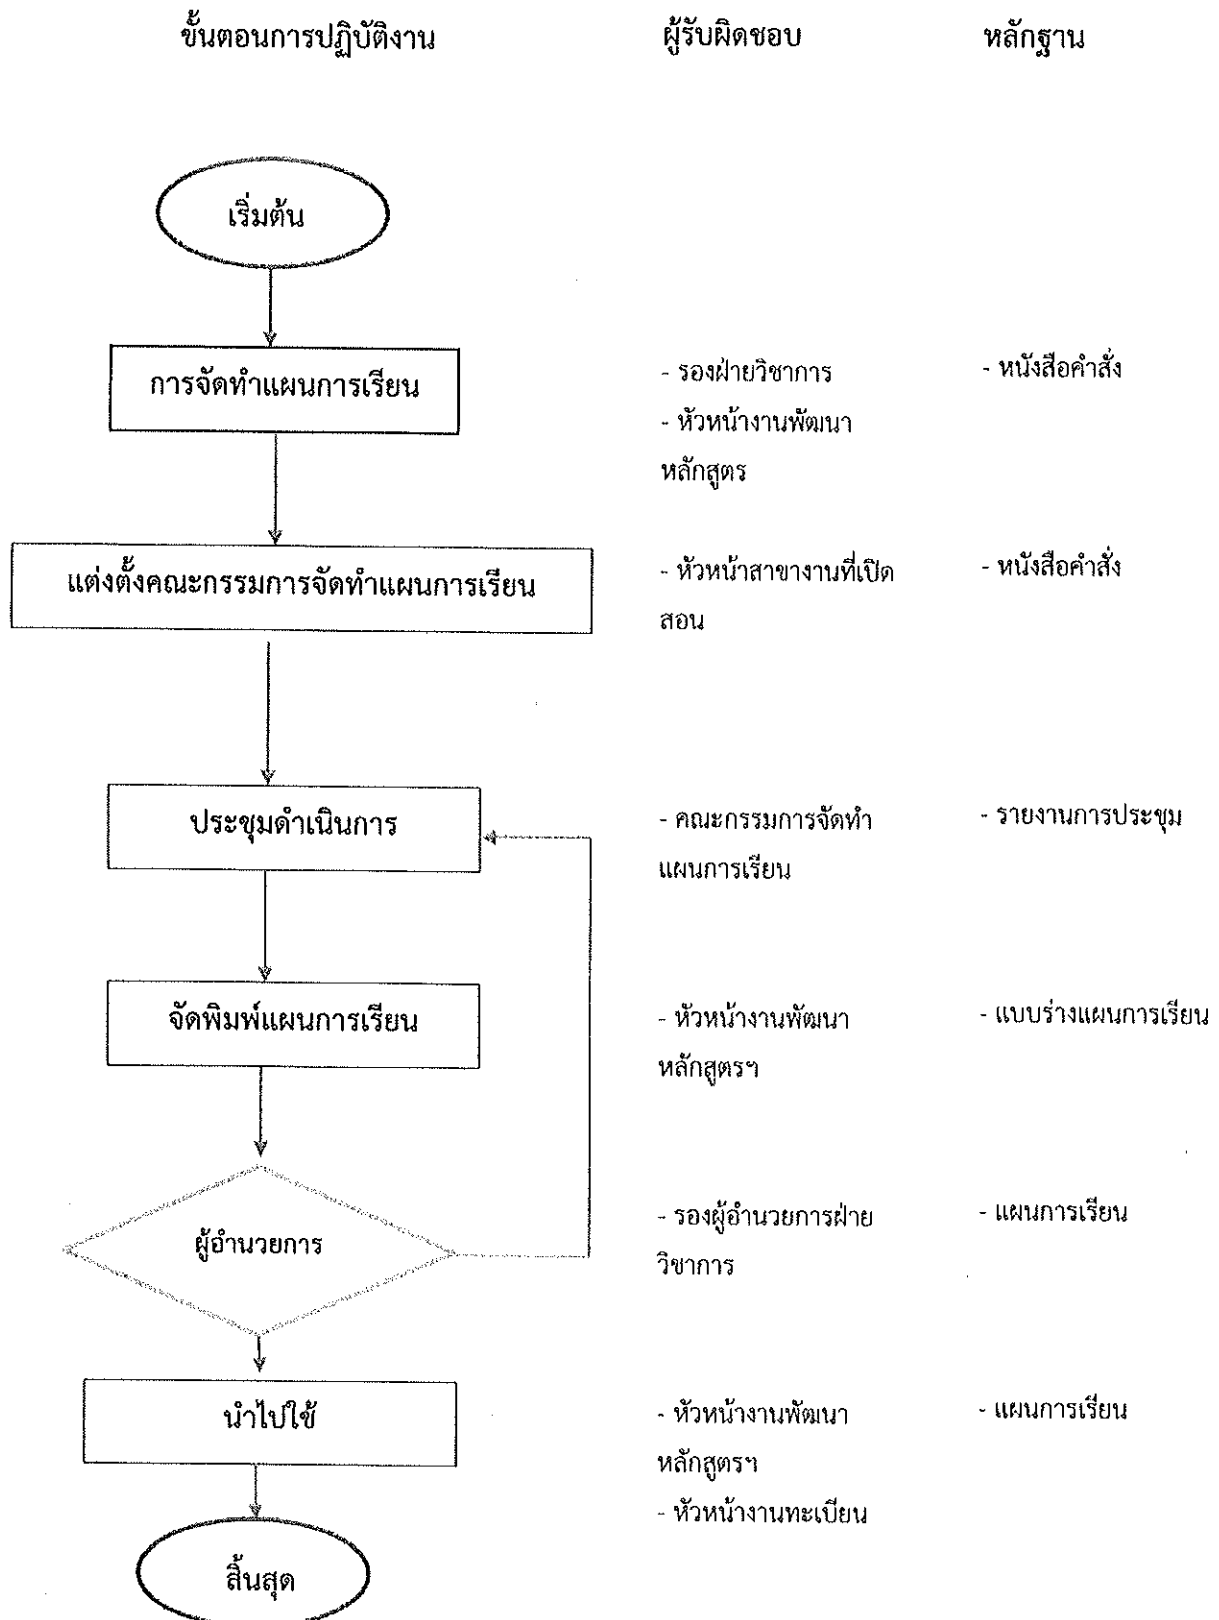 ขั้นตอนการปฏิบัติงาน ผู้รับผิดชอบ หลักฐาน
เริ่มต้น
การจัดทำแผนการเรียน
- รองฝ่ายวิชาการ
- หัวหน้างานพัฒนา
หลักสูตร
- หนังสือคำสั่ง
แต่งตั้งคณะกรรมการจัดทำแผนการเรียน
- หัวหน้าสาขางานที่เปิด
สอน
- หนังสือคำสั่ง
ประชุมดำเนินการ
- คณะกรรมการจัดทำ
แผนการเรียน
- รายงานการประชุม
จัดพิมพ์แผนการเรียน
- หัวหน้างานพัฒนา
หลักสูตรฯ
- แบบร่างแผนการเรียน
ผู้อำนวยการ
- รองผู้อำนวยการฝ่าย
วิชาการ
- แผนการเรียน
นำไปใช้
- หัวหน้างานพัฒนา
หลักสูตรฯ
- หัวหน้างานทะเบียน
- แผนการเรียน
สิ้นสุด